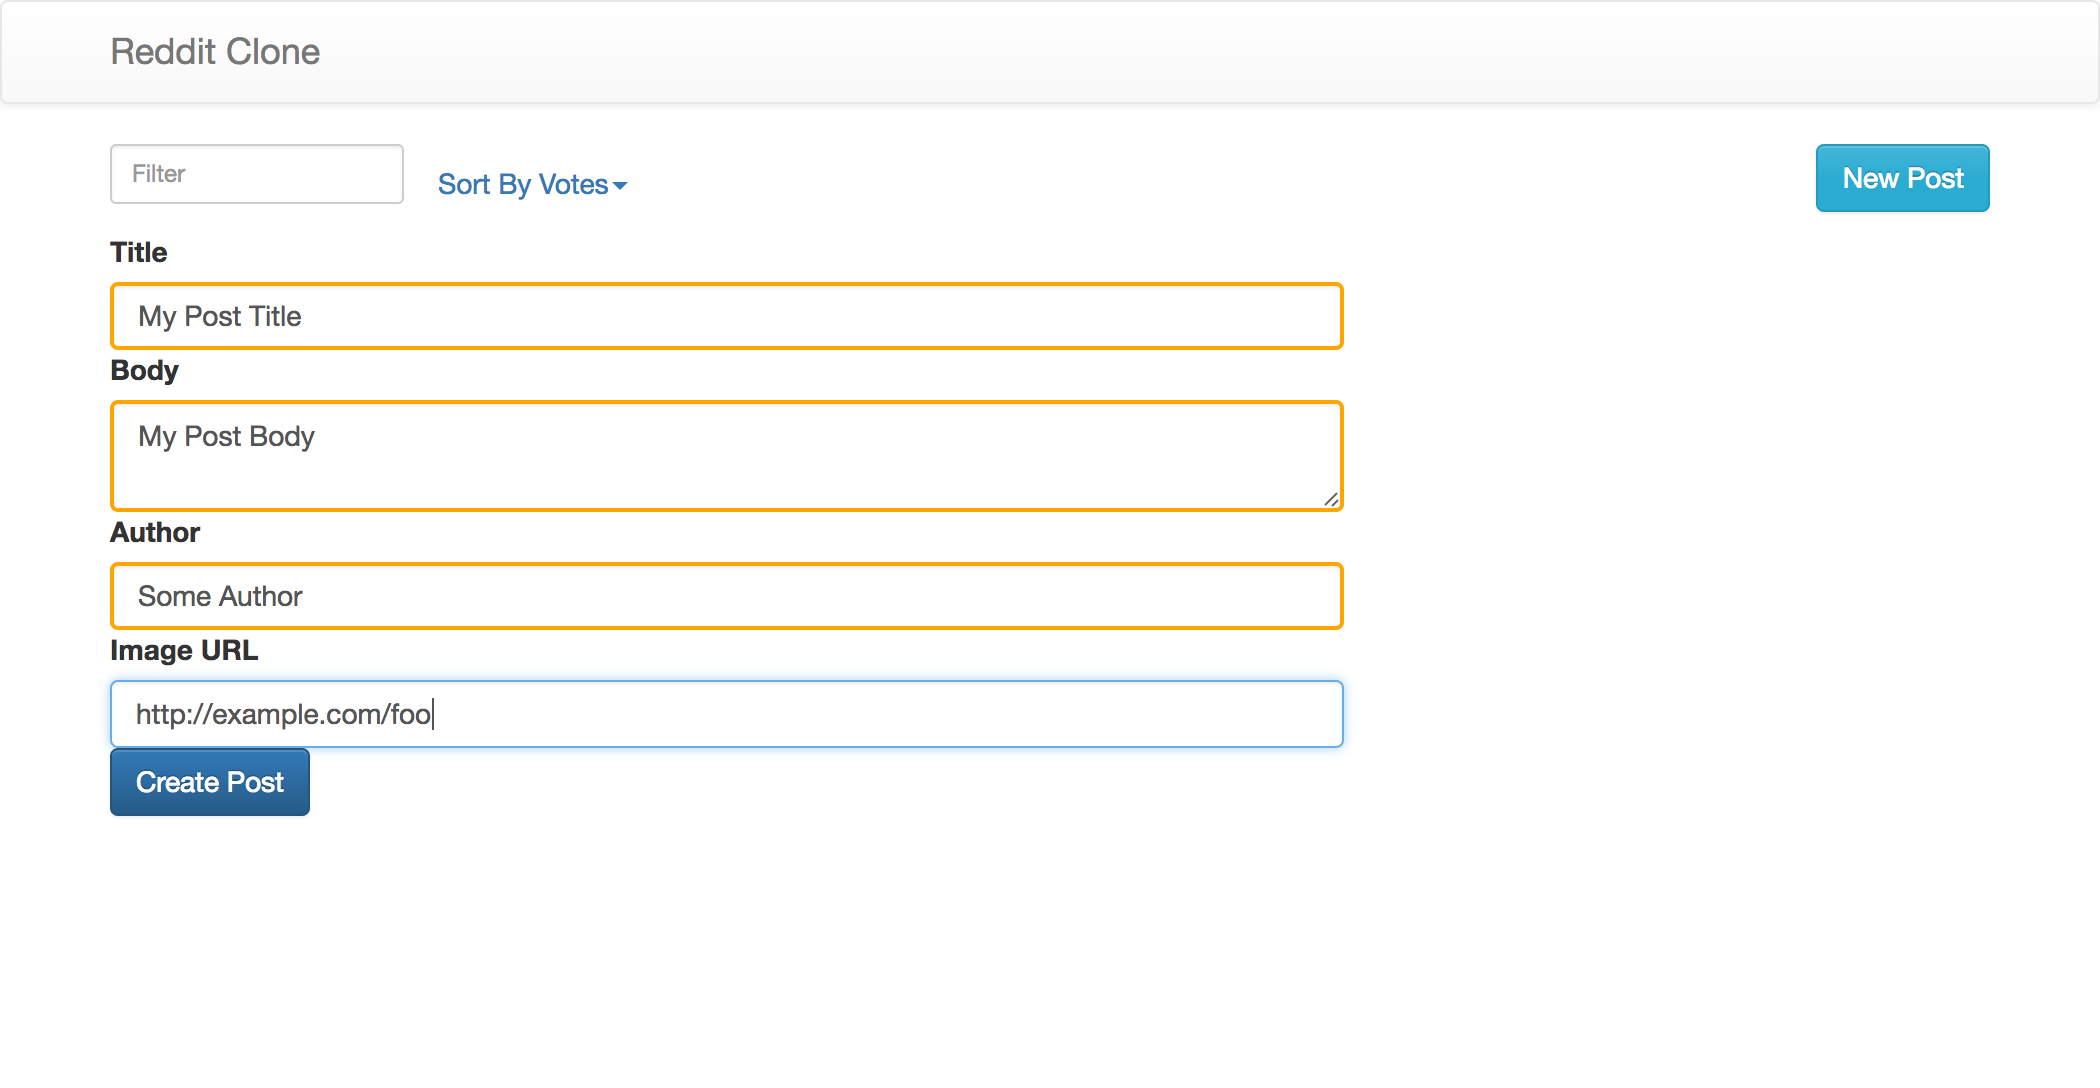 Reddit Clone
Filter
Sort By Votes
New Post
Title
My Post Title
Body
My Post Body
Author
Some Author
Image URL
http://example.com/foo
Create Post